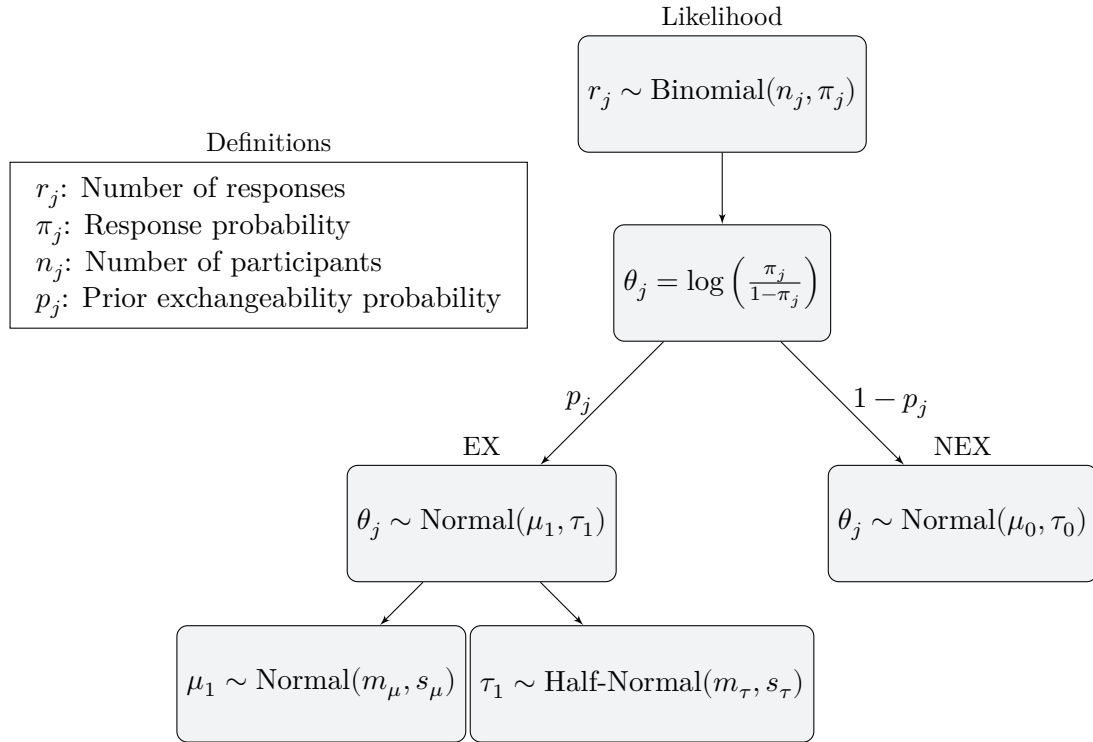 Likelihood
r_j ∼ Binomial(n_j, π_j)
Definitions
r_j: Number of responses
π_j: Response probability
n_j: Number of participants
p_j: Prior exchangeability probability
θ_j = log(π_j/(1−π_j))
p_j
1 − p_j
EX
NEX
θ_j ∼ Normal(μ_1, τ_1)
θ_j ∼ Normal(μ_0, τ_0)
μ_1 ∼ Normal(m_μ, s_μ)
τ_1 ∼ Half-Normal(m_τ, s_τ)